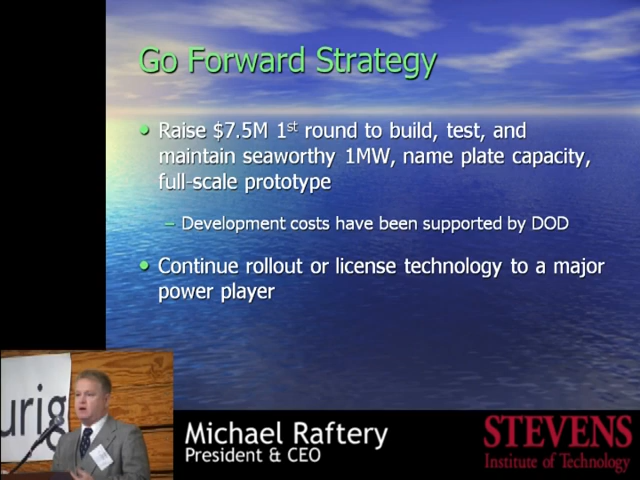 Go Forward Strategy
• Raise $7.5M 1st round to build, test, and
maintain seaworthy 1MW, name plate capacity,
full-scale prototype
– Development costs have been supported by DOD
• Continue rollout or license technology to a major
power player
urig
Michael Raftery
President & CEO
STEVENS
Institute of Technology